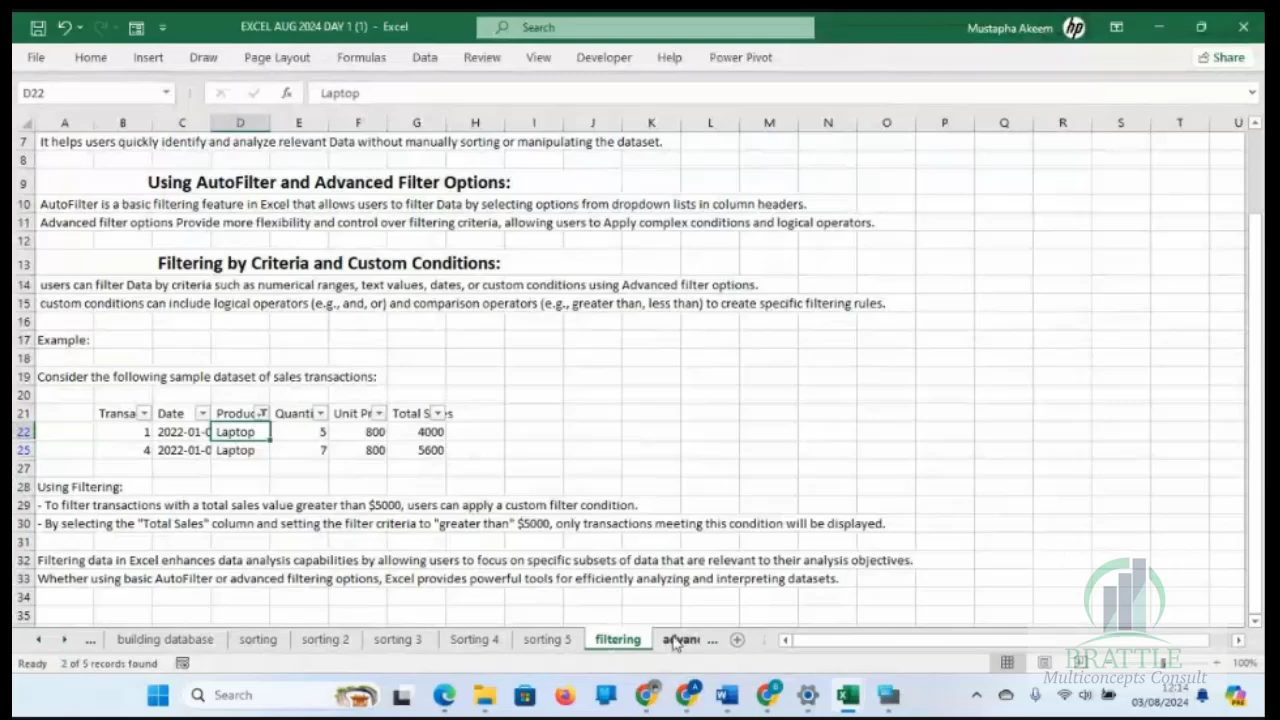 EXCEL AUG 2024 DAY 1 (1) - Excel
Search
Mustapha Akeem
hp
File Home Insert Draw Page Layout Formulas Data Review View Developer Help Power Pivot
Share
D22
fx
Laptop
A B C D E F G H I J K L M N O P Q R S T U
7 It helps users quickly identify and analyze relevant Data without manually sorting or manipulating the dataset.
8
9 Using AutoFilter and Advanced Filter Options:
10 AutoFilter is a basic filtering feature in Excel that allows users to filter Data by selecting options from dropdown lists in column headers.
11 Advanced filter options Provide more flexibility and control over filtering criteria, allowing users to Apply complex conditions and logical operators.
12
13 Filtering by Criteria and Custom Conditions:
14 users can filter Data by criteria such as numerical ranges, text values, dates, or custom conditions using Advanced filter options.
15 custom conditions can include logical operators (e.g., and, or) and comparison operators (e.g., greater than, less than) to create specific filtering rules.
16
17 Example:
18
19 Consider the following sample dataset of sales transactions:
20
21 Transa Date Produc Quanti Unit Pr Total S es
22 1 2022-01-0 Laptop 5 800 4000
25 4 2022-01-0 Laptop 7 800 5600
27
28 Using Filtering:
29 - To filter transactions with a total sales value greater than $5000, users can apply a custom filter condition.
30 - By selecting the "Total Sales" column and setting the filter criteria to "greater than" $5000, only transactions meeting this condition will be displayed.
31
32 Filtering data in Excel enhances data analysis capabilities by allowing users to focus on specific subsets of data that are relevant to their analysis objectives.
33 Whether using basic AutoFilter or advanced filtering options, Excel provides powerful tools for efficiently analyzing and interpreting datasets.
34
35
... building database sorting sorting 2 sorting 3 Sorting 4 sorting 5 filtering advan ...
Ready 2 of 5 records found
100%
BRATTLE
Multiconcepts Consult
Search
12:14
03/08/2024